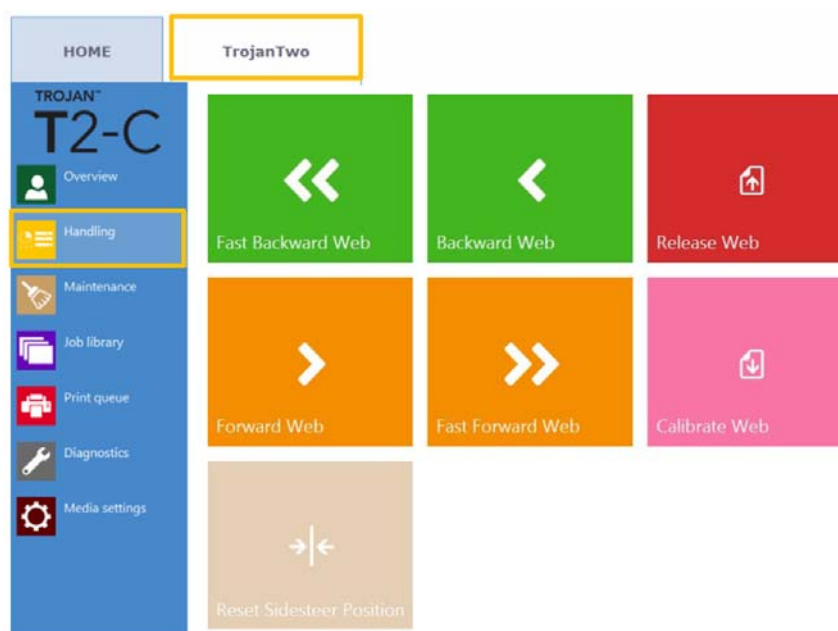 HOME
TrojanTwo
TROJAN™
T2-C
Overview
Handling
Maintenance
Job library
Print queue
Diagnostics
Media settings
Fast Backward Web
Backward Web
Release Web
Forward Web
Fast Forward Web
Calibrate Web
Reset Sidesteer Position